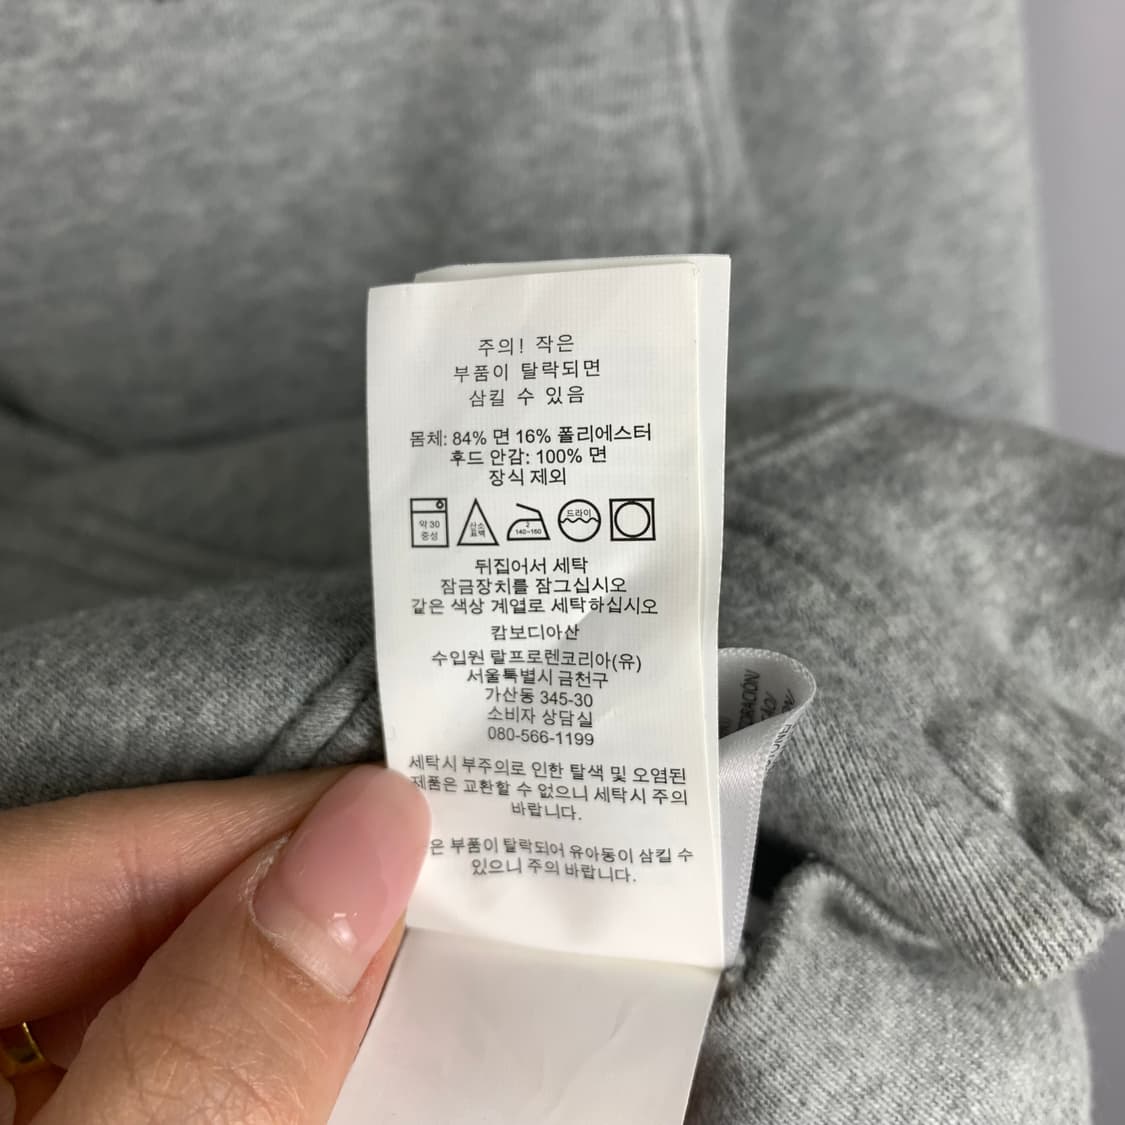 주의! 작은
부품이 탈락되면
삼킬 수 있음
몸체: 84% 면 16% 폴리에스터
후드 안감: 100% 면
장식 제외
약 30
중성
산소
표백
2
140~160
드라이
뒤집어서 세탁
잠금장치를 잠그십시오
같은 색상 계열로 세탁하십시오
캄보디아산
수입원 랄프로렌코리아(유)
서울특별시 금천구
가산동 345-30
소비자 상담실
080-566-1199
세탁시 부주의로 인한 탈색 및 오염된
제품은 교환할 수 없으니 세탁시 주의
바랍니다.
은 부품이 탈락되어 유아동이 삼킬 수
있으니 주의 바랍니다.